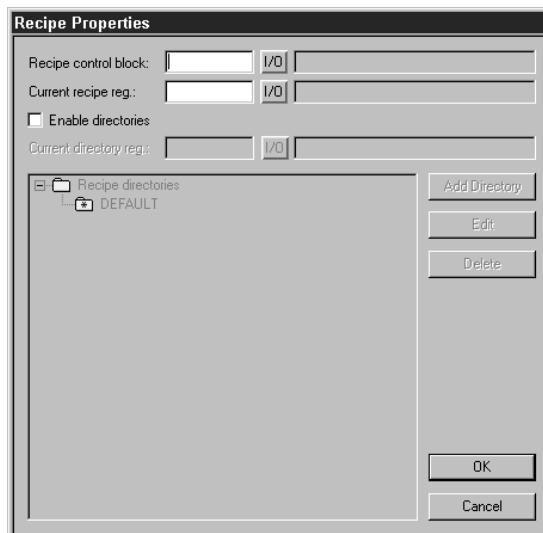 Recipe Properties
Recipe control block: I/O
Current recipe reg.: I/O
Enable directories
Current directory reg.: I/O
Recipe directories
DEFAULT
Add Directory
Edit
Delete
OK
Cancel